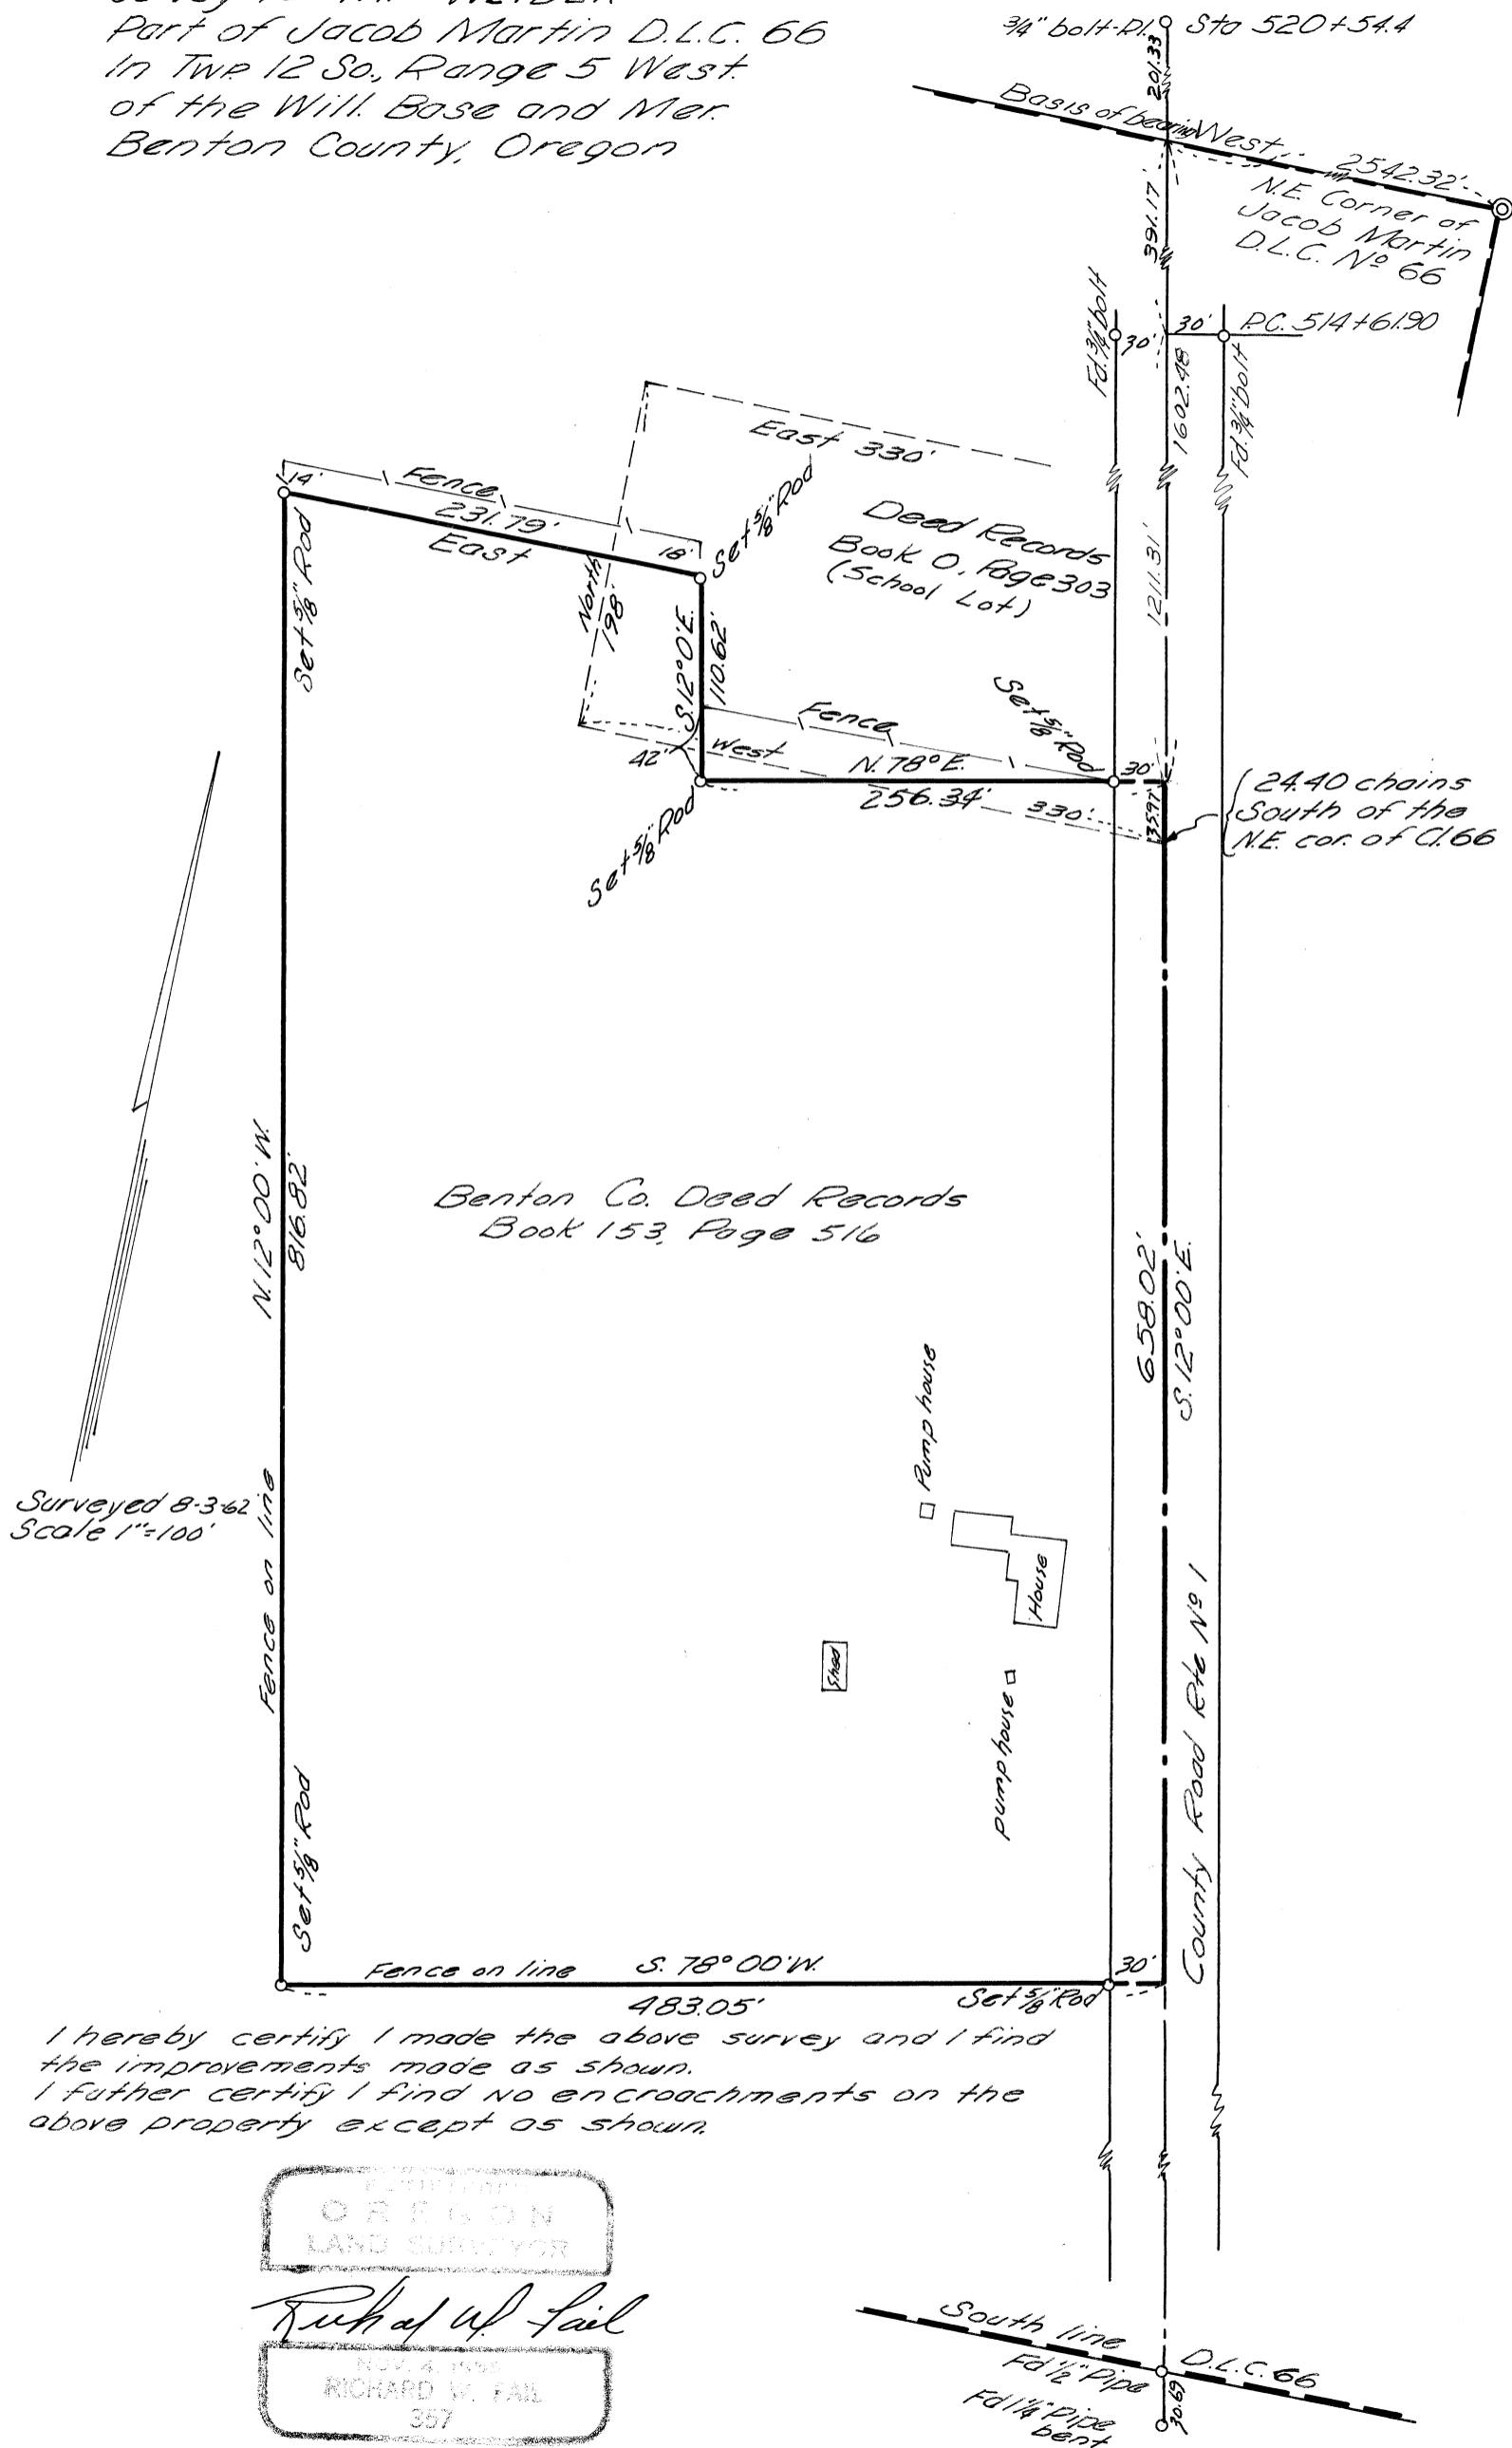 Part of Jacob Martin D.L.C. 66
In Twp. 12 So., Range 5 West.
of the Will. Base and Mer.
Benton County, Oregon
Sta 520+54.4
3/4" bolt
201.33
Basis of bearing West
2542.32'
N.E. Corner of
Jacob Martin
D.L.C. Nº 66
391.17'
Fd. 3/4" bolt
30'
30'
P.C. 514+61.90
1602.48
Fd. 3/4" bolt
East 330'
14'
Fence
231.79'
East
18'
Set 5/8" Rod
Set 5/8" Rod
Deed Records
Book O, Page 303
(School Lot)
1211.31'
North
198'
S.12°0'E.
110.62'
Fence
Set 5/8" Rod
42'
West
N.78°E.
30'
256.34'
330'
35.97'
24.40 chains
South of the
N.E. cor. of Cl. 66
Set 5/8" Rod
N.12°00'W.
816.82'
Benton Co. Deed Records
Book 153, Page 516
658.02'
S.12°00'E.
Pump house
House
Shed
pump house
Surveyed 8-3-62
Scale 1"=100'
Fence on line
County Road Rte Nº 1
Set 5/8" Rod
Fence on line S. 78°00'W.
30'
483.05'
Set 5/8" Rod
I hereby certify I made the above survey and I find
the improvements made as shown.
I futher certify I find NO encroachments on the
above property except as shown.
OREGON
LAND SURVEYOR
RICHARD W. FAIL
357
South line
D.L.C. 66
Fd 1/2" Pipe
Fd 1 1/4" Pipe
bent
30.69